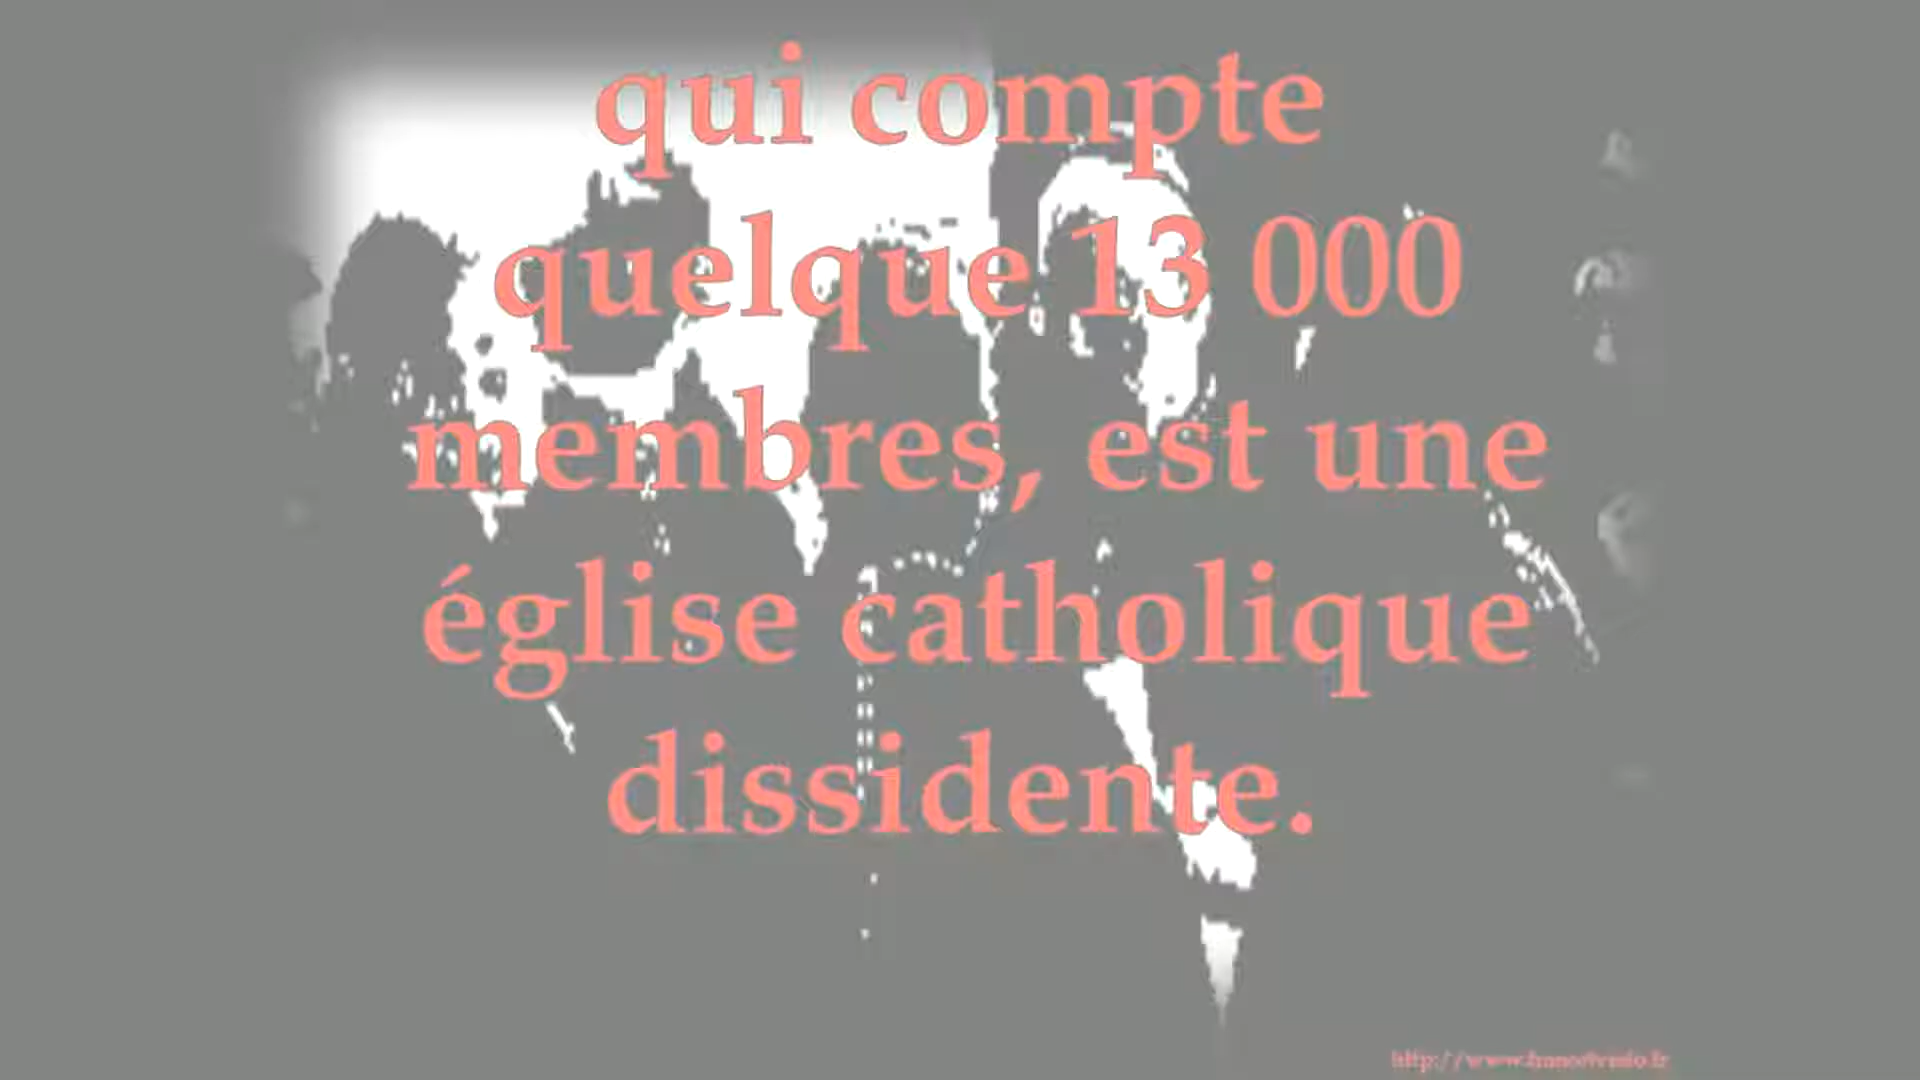 qui compte
quelque 13 000
membres, est une
église catholique
dissidente.